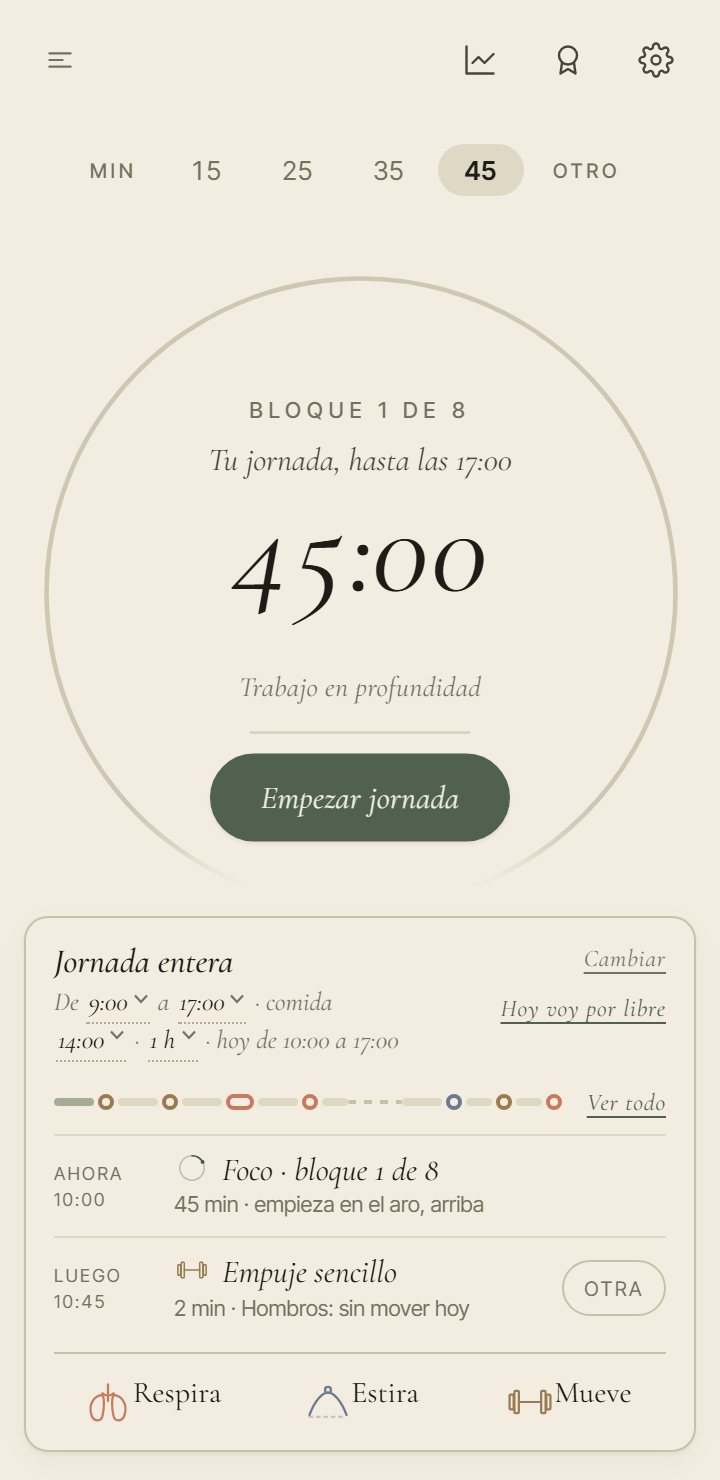 MIN 15 25 35 45 OTRO
BLOQUE 1 DE 8
Tu jornada, hasta las 17:00
45:00
Trabajo en profundidad
Empezar jornada
Jornada entera
Cambiar
De 9:00 a 17:00 · comida
Hoy voy por libre
14:00 · 1 h · hoy de 10:00 a 17:00
Ver todo
AHORA
10:00
Foco · bloque 1 de 8
45 min · empieza en el aro, arriba
LUEGO
10:45
Empuje sencillo
2 min · Hombros: sin mover hoy
OTRA
Respira Estira Mueve